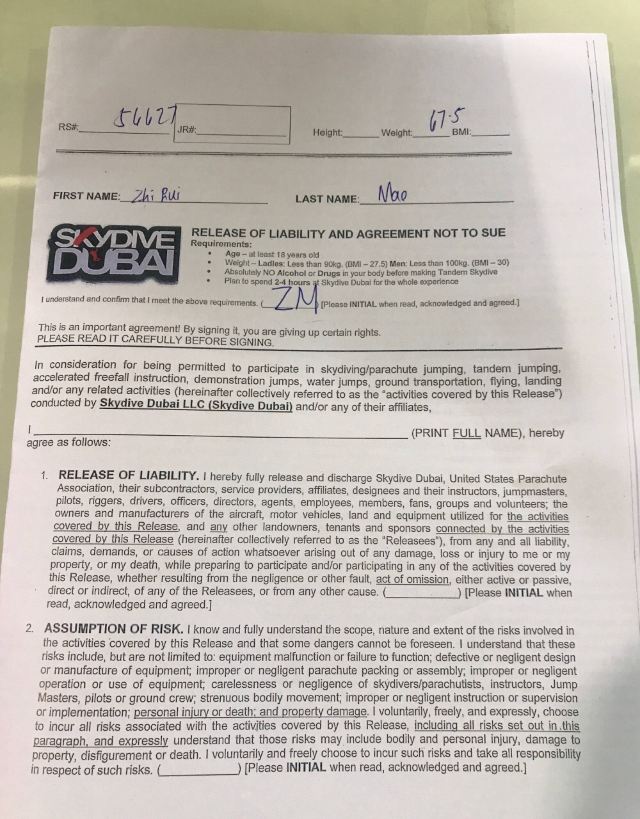 RS#: 56627 JR#: Height: Weight: 67.5 BMI:
FIRST NAME: Zhi Rui LAST NAME: Mao
SKYDIVE
DUBAI
RELEASE OF LIABILITY AND AGREEMENT NOT TO SUE
Requirements:
• Age – at least 18 years old
• Weight – Ladies: Less than 90kg. (BMI – 27.5) Men: Less than 100kg. (BMI – 30)
• Absolutely NO Alcohol or Drugs in your body before making Tandem Skydive
• Plan to spend 2-4 hours at Skydive Dubai for the whole experience
I understand and confirm that I meet the above requirements. ( ZM [Please INITIAL when read, acknowledged and agreed.]
This is an important agreement! By signing it, you are giving up certain rights.
PLEASE READ IT CAREFULLY BEFORE SIGNING.
In consideration for being permitted to participate in skydiving/parachute jumping, tandem jumping,
accelerated freefall instruction, demonstration jumps, water jumps, ground transportation, flying, landing
and/or any related activities (hereinafter collectively referred to as the "activities covered by this Release")
conducted by Skydive Dubai LLC (Skydive Dubai) and/or any of their affiliates,
I (PRINT FULL NAME), hereby
agree as follows:
1. RELEASE OF LIABILITY. I hereby fully release and discharge Skydive Dubai, United States Parachute
Association, their subcontractors, service providers, affiliates, designees and their instructors, jumpmasters,
pilots, riggers, drivers, officers, directors, agents, employees, members, fans, groups and volunteers; the
owners and manufacturers of the aircraft, motor vehicles, land and equipment utilized for the activities
covered by this Release, and any other landowners, tenants and sponsors connected by the activities
covered by this Release (hereinafter collectively referred to as the "Releasees"), from any and all liability,
claims, demands, or causes of action whatsoever arising out of any damage, loss or injury to me or my
property, or my death, while preparing to participate and/or participating in any of the activities covered by
this Release, whether resulting from the negligence or other fault, act of omission, either active or passive,
direct or indirect, of any of the Releasees, or from any other cause. ( ) [Please INITIAL when
read, acknowledged and agreed.]
2. ASSUMPTION OF RISK. I know and fully understand the scope, nature and extent of the risks involved in
the activities covered by this Release and that some dangers cannot be foreseen. I understand that these
risks include, but are not limited to: equipment malfunction or failure to function; defective or negligent design
or manufacture of equipment; improper or negligent parachute packing or assembly; improper or negligent
operation or use of equipment; carelessness or negligence of skydivers/parachutists, instructors, Jump
Masters, pilots or ground crew; strenuous bodily movement; improper or negligent instruction or supervision
or implementation; personal injury or death; and property damage. I voluntarily, freely, and expressly, choose
to incur all risks associated with the activities covered by this Release, including all risks set out in this
paragraph, and expressly understand that those risks may include bodily and personal injury, damage to
property, disfigurement or death. I voluntarily and freely choose to incur such risks and take all responsibility
in respect of such risks. ( ) [Please INITIAL when read, acknowledged and agreed.]